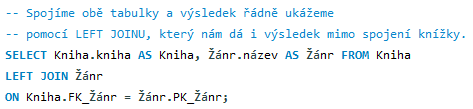 -- Spojíme obě tabulky a výsledek řádně ukážeme
-- pomocí LEFT JOINU, který nám dá i výsledek mimo spojení knížky.
SELECT Kniha.kniha AS Kniha, Žánr.název AS Žánr FROM Kniha
LEFT JOIN Žánr
ON Kniha.FK_Žánr = Žánr.PK_Žánr;